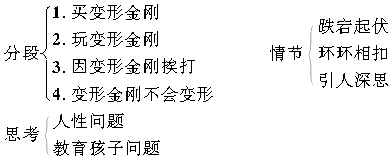 分段
1. 买变形金刚
2. 玩变形金刚
3. 因变形金刚挨打
4. 变形金刚不会变形
情节
跌宕起伏
环环相扣
引人深思
思考
人性问题
教育孩子问题